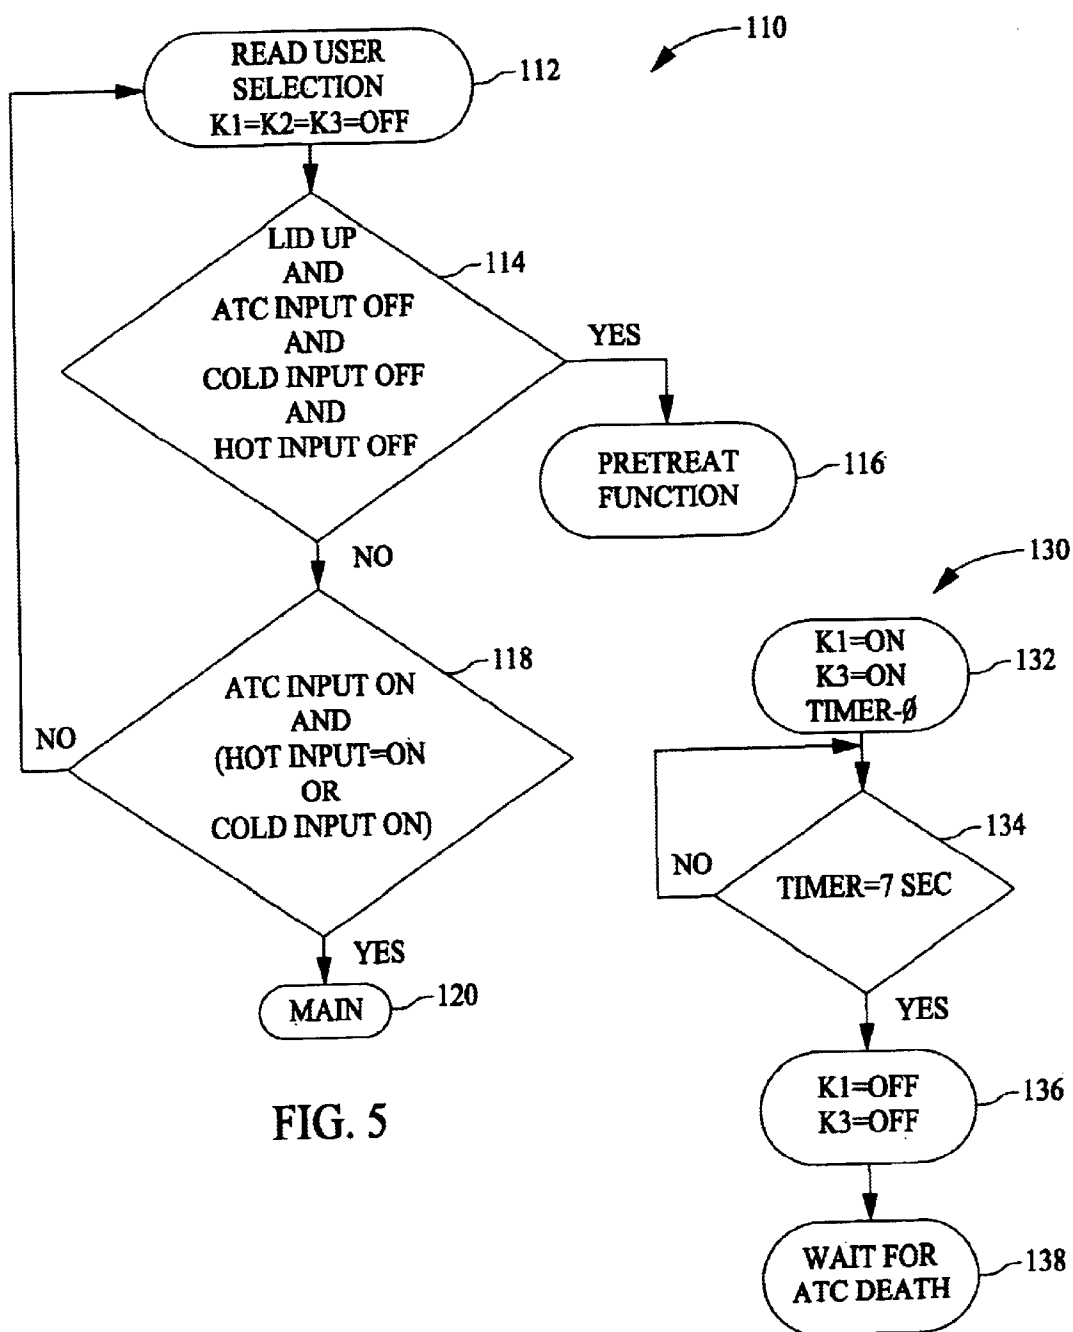 110
READ USER
SELECTION
K1=K2=K3=OFF
112
LID UP
AND
ATC INPUT OFF
AND
COLD INPUT OFF
AND
HOT INPUT OFF
114
YES
PRETREAT
FUNCTION
116
NO
ATC INPUT ON
AND
(HOT INPUT=ON
OR
COLD INPUT ON)
118
NO
YES
MAIN
120
FIG. 5
130
K1=ON
K3=ON
TIMER-Ø
132
TIMER=7 SEC
134
NO
YES
K1=OFF
K3=OFF
136
WAIT FOR
ATC DEATH
138